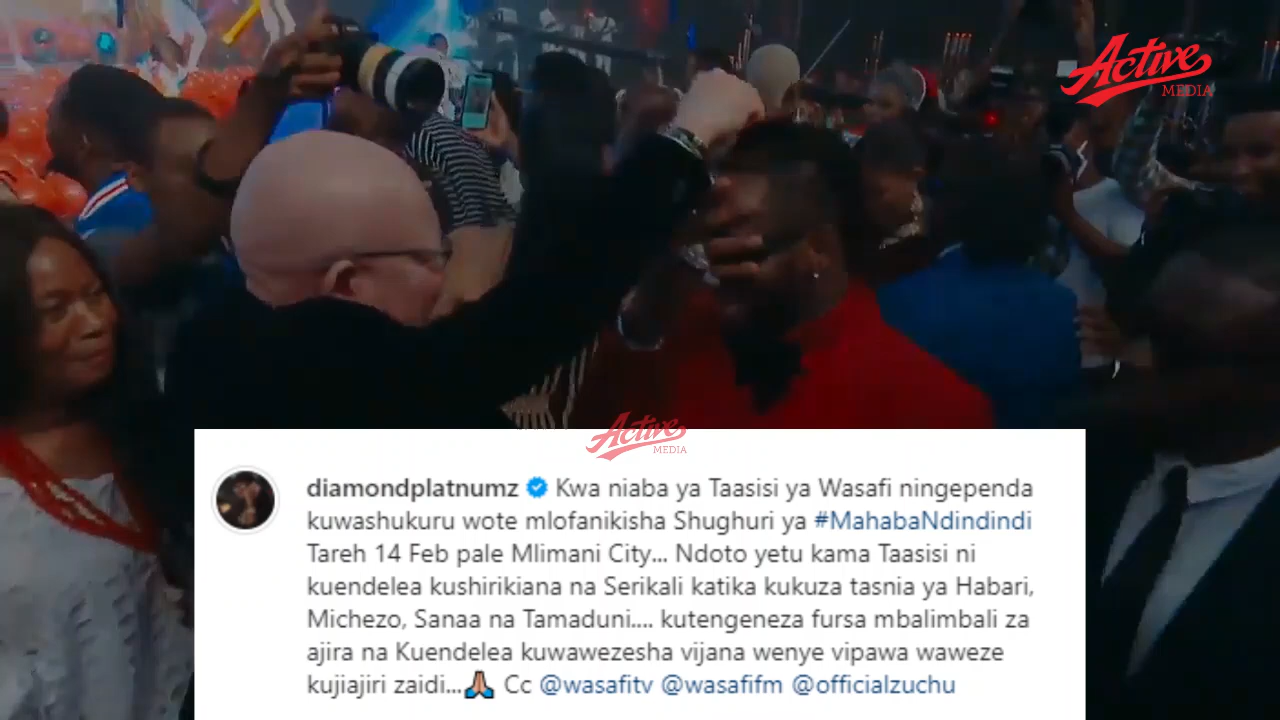 Active
MEDIA
Active
MEDIA
diamondplatnumz Kwa niaba ya Taasisi ya Wasafi ningependa
kuwashukuru wote mlofanikisha Shughuri ya #MahabaNdindindi
Tareh 14 Feb pale Mlimani City... Ndoto yetu kama Taasisi ni
kuendelea kushirikiana na Serikali katika kukuza tasnia ya Habari,
Michezo, Sanaa na Tamaduni.... kutengeneza fursa mbalimbali za
ajira na Kuendelea kuwawezesha vijana wenye vipawa waweze
kujiajiri zaidi...🙏🏽 Cc @wasafitv @wasafifm @officialzuchu